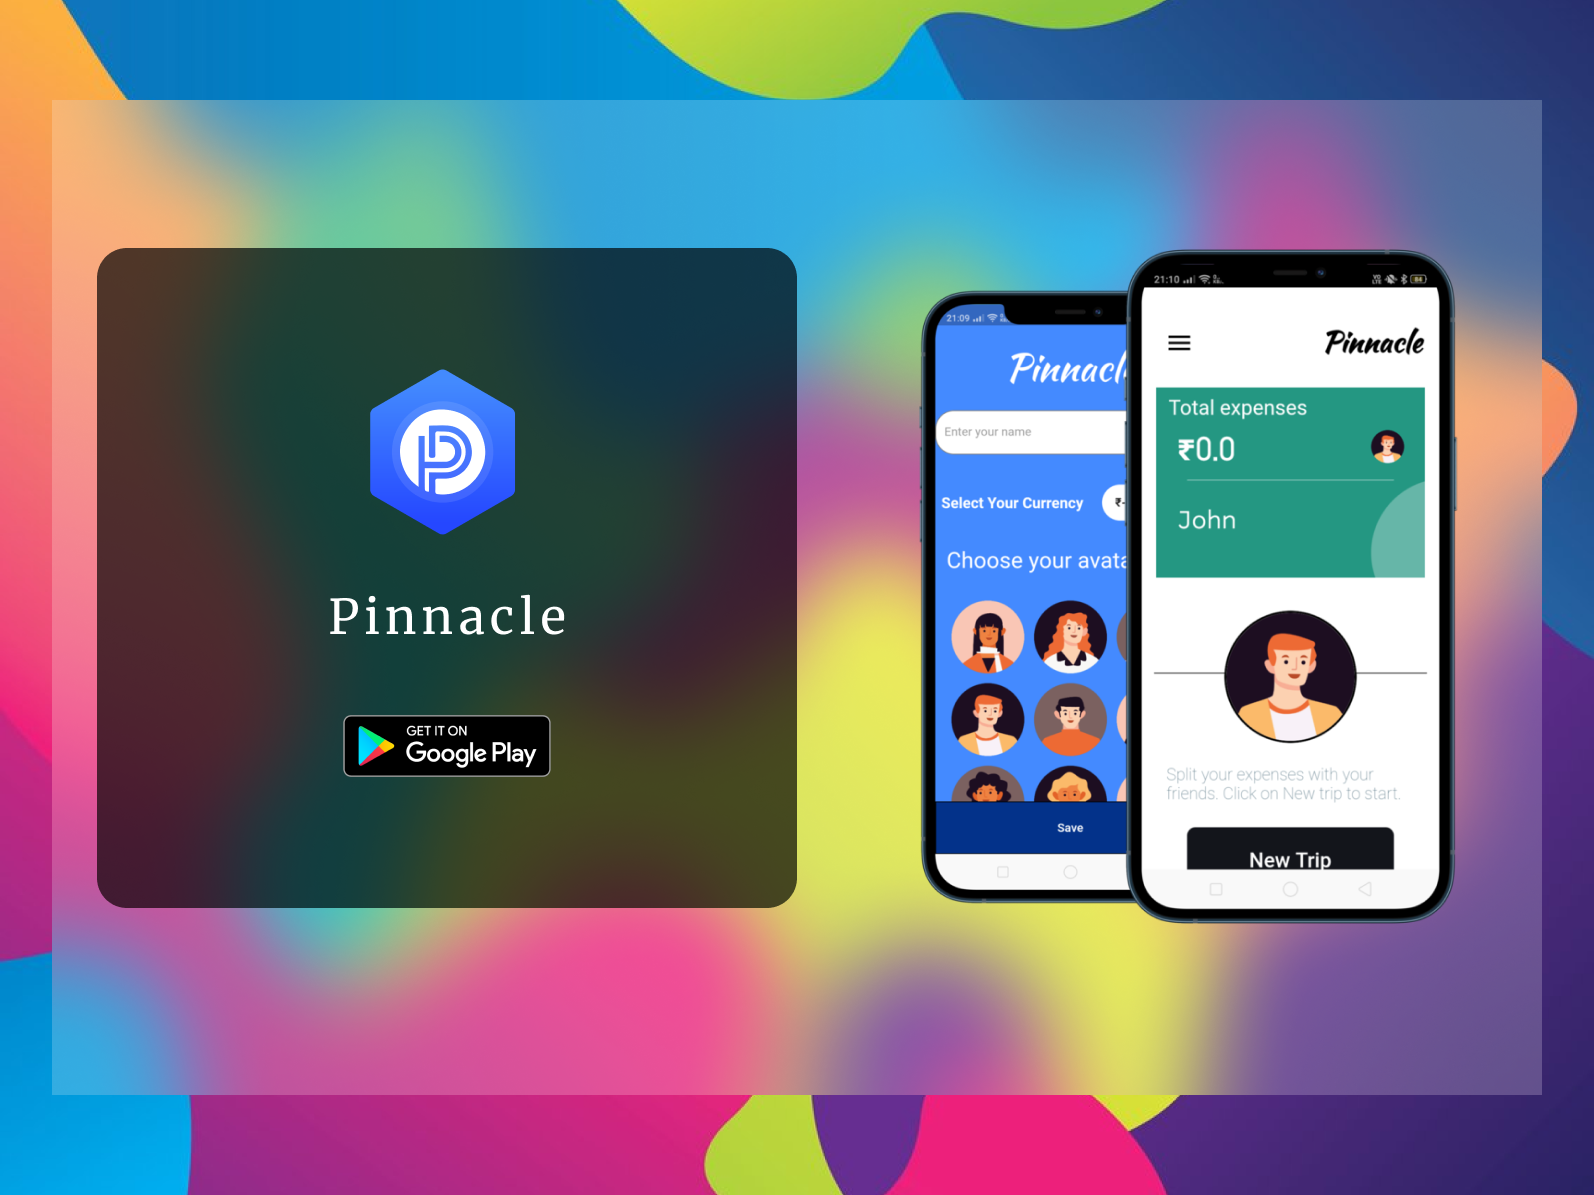 Pinnacle
GET IT ON
Google Play
21:09
Pinnacl
Enter your name
Select Your Currency
₹
Choose your avata
Save
21:10
Pinnacle
Total expenses
₹0.0
John
Split your expenses with your
friends. Click on New trip to start.
New Trip